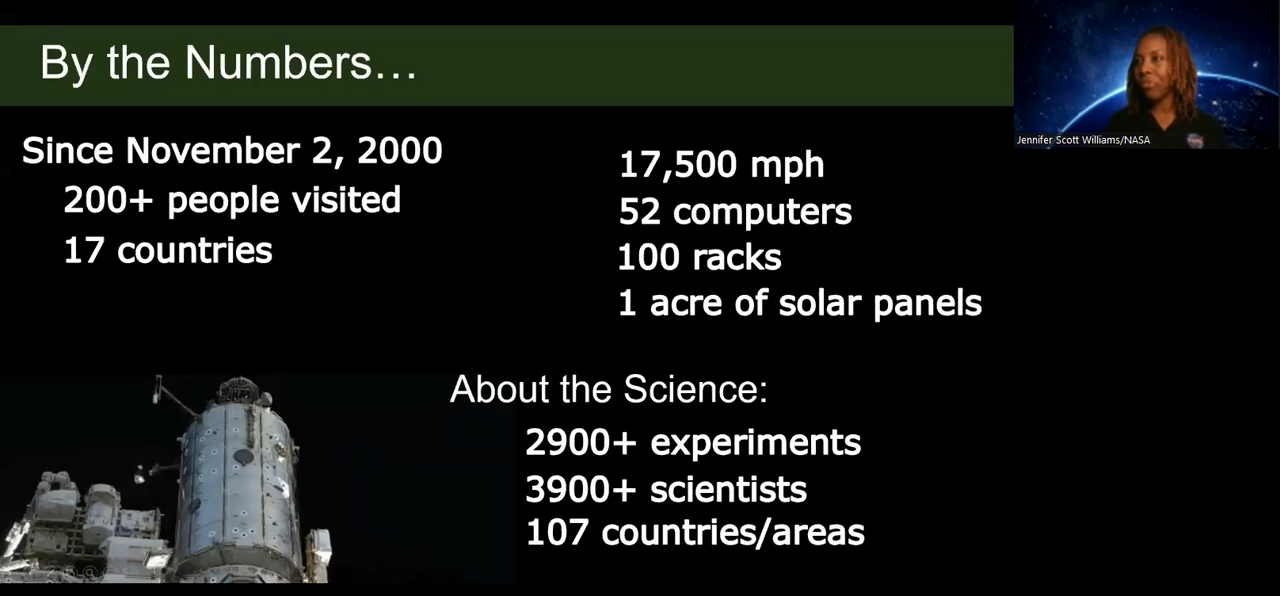 By the Numbers…
Jennifer Scott Williams/NASA
Since November 2, 2000
200+ people visited
17 countries
17,500 mph
52 computers
100 racks
1 acre of solar panels
About the Science:
2900+ experiments
3900+ scientists
107 countries/areas